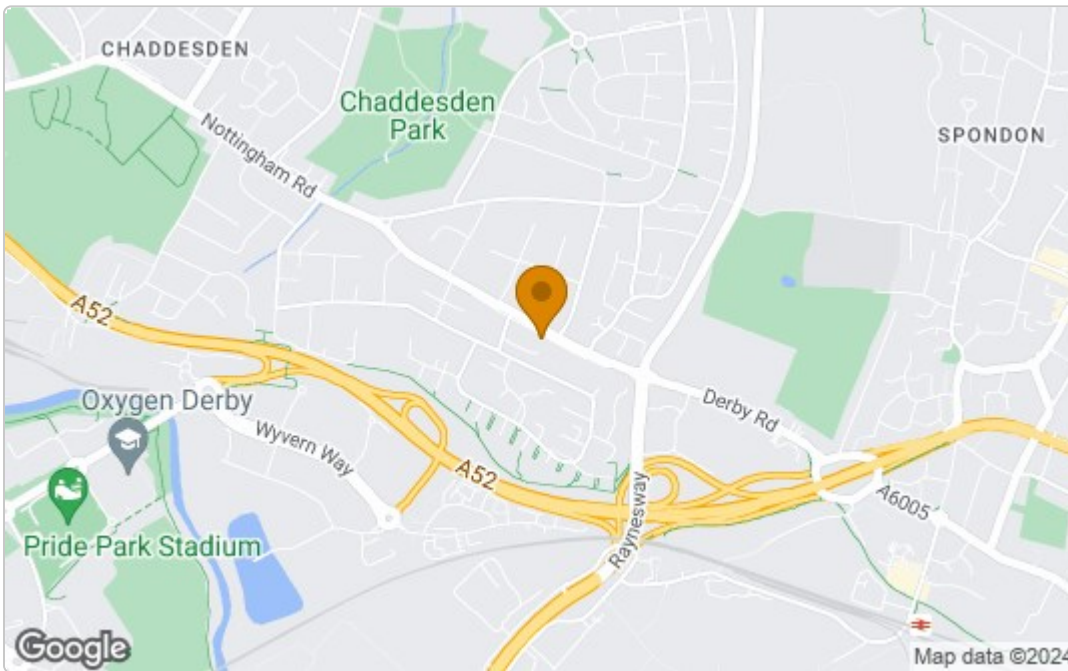 CHADDESDEN
Chaddesden
Park
Nottingham Rd
SPONDON
A52
Oxygen Derby
Wyvern Way
Derby Rd
A52
Raynesway
A6005
Pride Park Stadium
Google
Map data ©2024